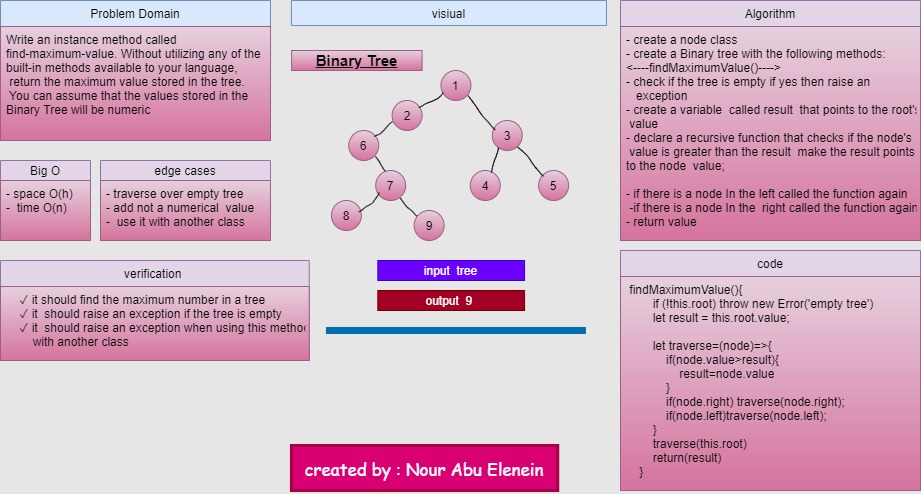 Problem Domain
Write an instance method called
find-maximum-value. Without utilizing any of the
built-in methods available to your language,
return the maximum value stored in the tree.
You can assume that the values stored in the
Binary Tree will be numeric
Big O
- space O(h)
- time O(n)
edge cases
- traverse over empty tree
- add not a numerical value
- use it with another class
verification
✓ it should find the maximum number in a tree
✓ it should raise an exception if the tree is empty
✓ it should raise an exception when using this method
with another class
visiual
Binary Tree
1
2
3
6
7
4
5
8
9
input tree
output 9
created by : Nour Abu Elenein
Algorithm
- create a node class
- create a Binary tree with the following methods:
<----findMaximumValue()---->
- check if the tree is empty if yes then raise an
exception
- create a variable called result that points to the root's
value
- declare a recursive function that checks if the node's
value is greater than the result make the result points
to the node value;
- if there is a node In the left called the function again
-if there is a node In the right called the function again
- return value
code
findMaximumValue(){
if (!this.root) throw new Error('empty tree')
let result = this.root.value;
let traverse=(node)=>{
if(node.value>result){
result=node.value
}
if(node.right) traverse(node.right);
if(node.left)traverse(node.left);
}
traverse(this.root)
return(result)
}